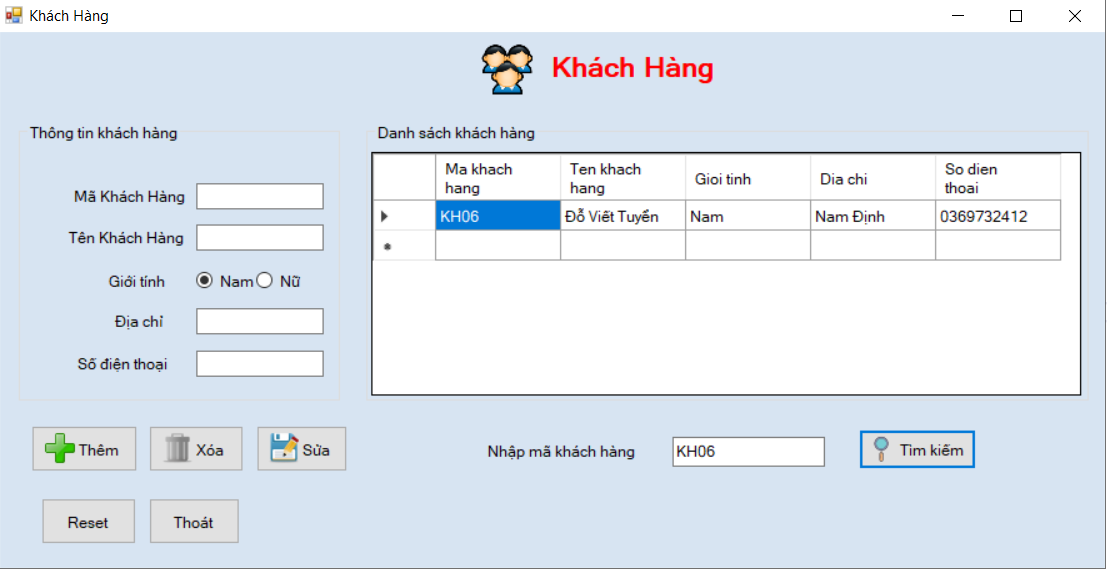 Khách Hàng
Khách Hàng
Thông tin khách hàng
Mã Khách Hàng
Tên Khách Hàng
Giới tính
Nam
Nữ
Địa chỉ
Số điện thoại
Danh sách khách hàng
Ma khach
hang
Ten khach
hang
Gioi tinh
Dia chi
So dien
thoai
KH06
Đỗ Viết Tuyển
Nam
Nam Định
0369732412
Thêm
Xóa
Sửa
Nhập mã khách hàng
KH06
Tìm kiếm
Reset
Thoát